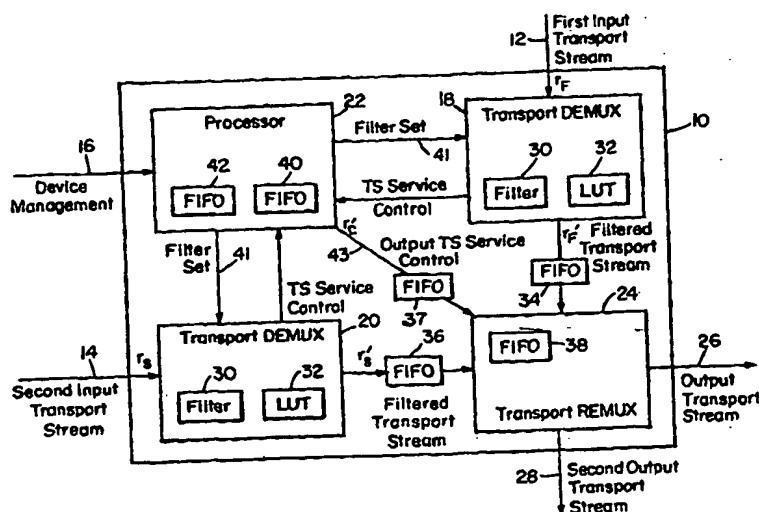 12
First Input
Transport
Stream
rF
22
Processor
18
Transport DEMUX
10
16
Device
Management
42
FIFO
40
FIFO
Filter Set
41
TS Service
Control
30
Filter
32
LUT
Filter
Set
41
TS Service
Control
r'c
43
Output TS Service
Control
FIFO
37
rF'
Filtered
Transport
Stream
FIFO
34
24
14
rs
Second Input
Transport
Stream
Transport DEMUX
20
30
Filter
32
LUT
rs'
36
FIFO
Filtered
Transport
Stream
FIFO
38
Transport REMUX
26
Output
Transport
Stream
28
Second Output
Transport
Stream